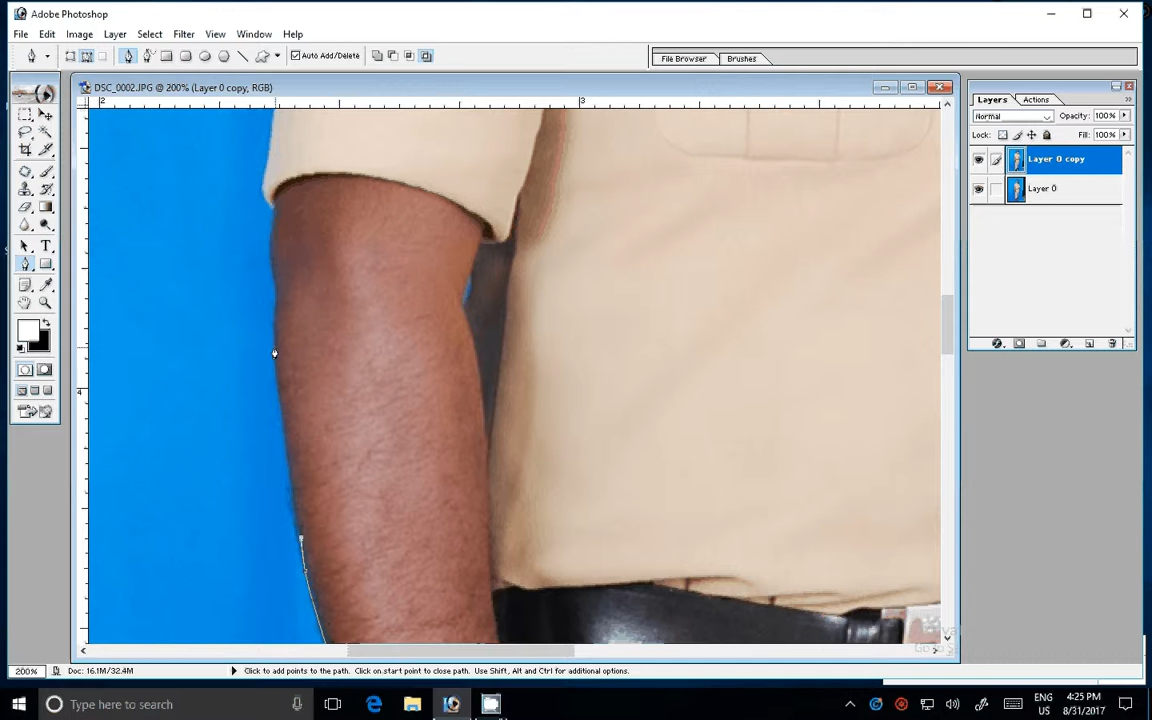 Adobe Photoshop
File Edit Image Layer Select Filter View Window Help
Auto Add/Delete
File Browser Brushes
DSC_0002.JPG @ 200% (Layer 0 copy, RGB)
2 3
4
Layers Actions
Normal Opacity: 100%
Lock: Fill: 100%
Layer 0 copy
Layer 0
200% Doc: 16.1M/32.4M Click to add points to the path. Click on start point to close path. Use Shift, Alt and Ctrl for additional options.
Type here to search
ENG
US
4:25 PM
8/31/2017